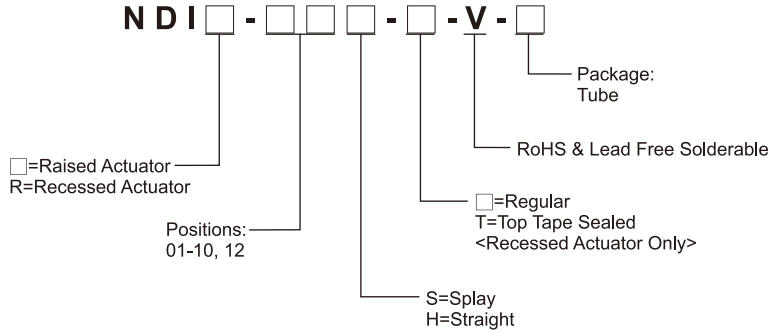 NDI□-□□□-□-V-□
Package:
Tube
RoHS & Lead Free Solderable
□=Raised Actuator
R=Recessed Actuator
□=Regular
T=Top Tape Sealed
<Recessed Actuator Only>
Positions:
01-10, 12
S=Splay
H=Straight